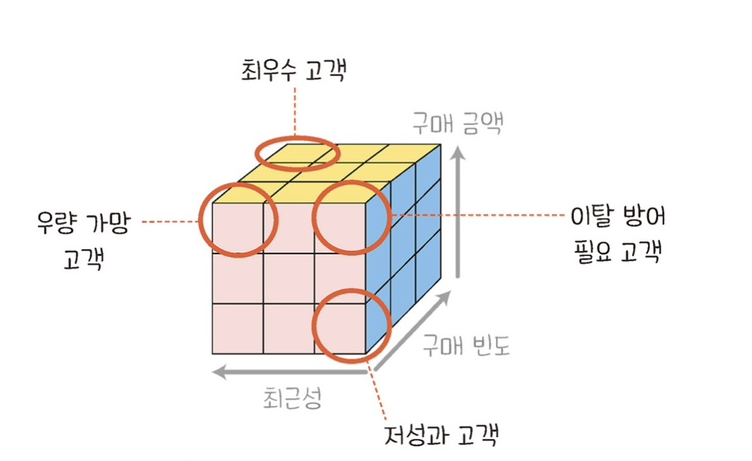 최우수 고객
구매 금액
우량 가망
고객
이탈 방어
필요 고객
구매 빈도
최근성
저성과 고객